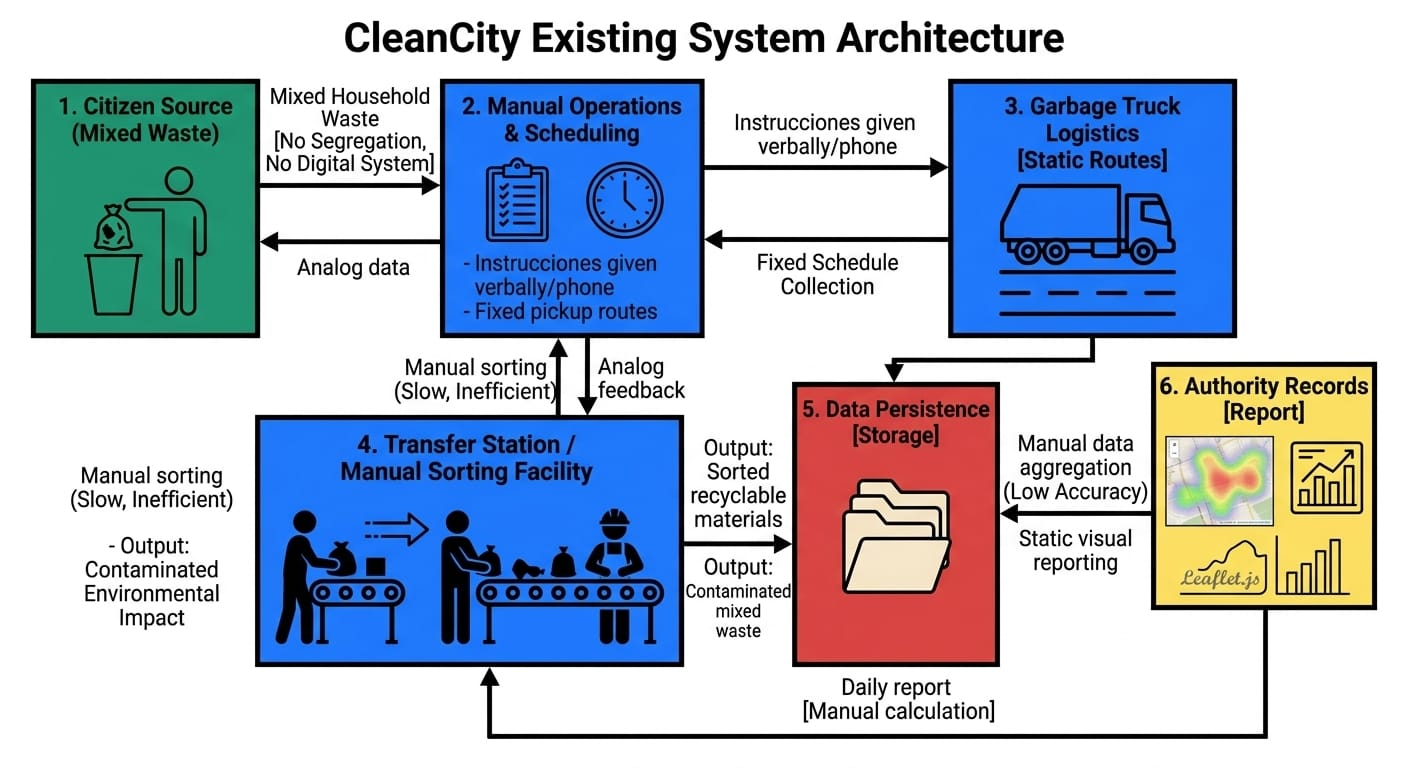 CleanCity Existing System Architecture
1. Citizen Source
(Mixed Waste)
Mixed Household
Waste
[No Segregation,
No Digital System]
Analog data
2. Manual Operations
& Scheduling
- Instrucciones given
verbally/phone
- Fixed pickup routes
Instrucciones given
verbally/phone
Fixed Schedule
Collection
3. Garbage Truck
Logistics
[Static Routes]
Manual sorting
(Slow, Inefficient)
Analog
feedback
Manual sorting
(Slow, Inefficient)
- Output:
Contaminated
Environmental
Impact
4. Transfer Station /
Manual Sorting Facility
Output:
Sorted
recyclable
materials
Output:
Contaminated
mixed
waste
5. Data Persistence
[Storage]
Manual data
aggregation
(Low Accuracy)
Static visual
reporting
6. Authority Records
[Report]
Leaflet.js
Daily report
[Manual calculation]